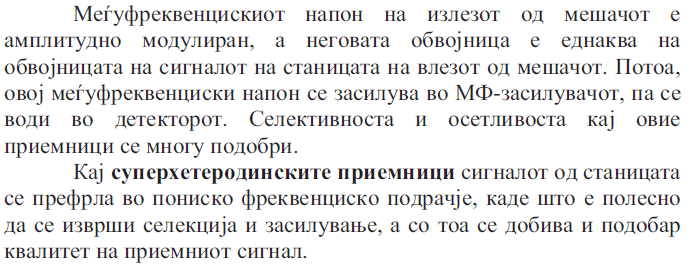 Меѓуфреквенцискиот напон на излезот од мешачот е
амплитудно модулиран, а неговата обвојница е еднаква на
обвојницата на сигналот на станицата на влезот од мешачот. Потоа,
овој меѓуфреквенциски напон се засилува во МФ-засилувачот, па се
води во детекторот. Селективноста и осетливоста кај овие
приемници се многу подобри.
Кај суперхетеродинските приемници сигналот од станицата
се префрла во пониско фреквенциско подрачје, каде што е полесно
да се изврши селекција и засилување, а со тоа се добива и подобар
квалитет на приемниот сигнал.